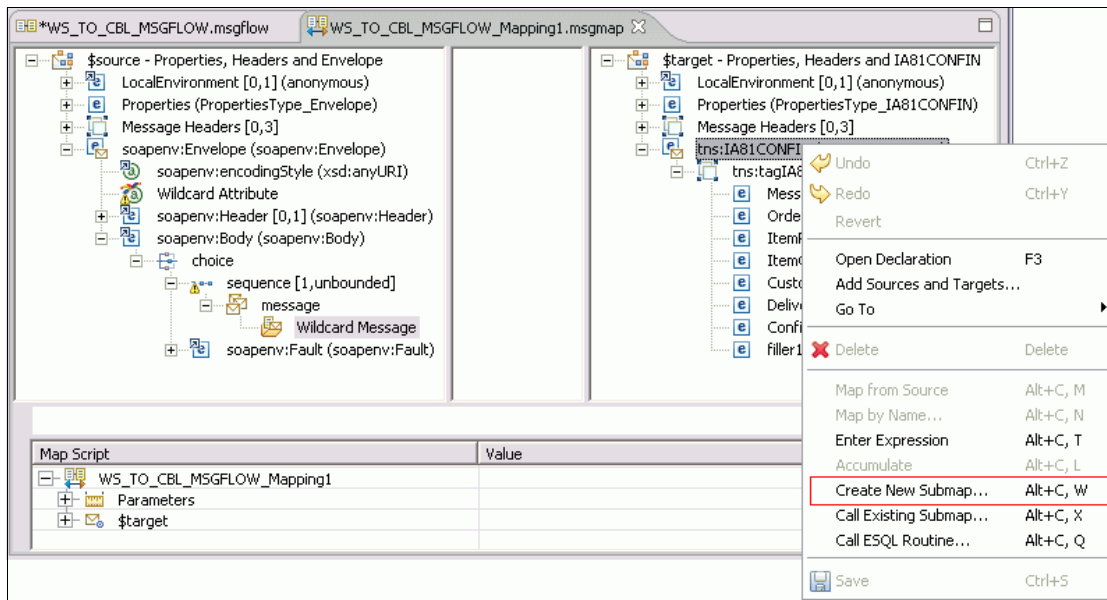 *WS_TO_CBL_MSGFLOW.msgflow
WS_TO_CBL_MSGFLOW_Mapping1.msgmap
$source - Properties, Headers and Envelope
LocalEnvironment [0,1] (anonymous)
Properties (PropertiesType_Envelope)
Message Headers [0,3]
soapenv:Envelope (soapenv:Envelope)
soapenv:encodingStyle (xsd:anyURI)
Wildcard Attribute
soapenv:Header [0,1] (soapenv:Header)
soapenv:Body (soapenv:Body)
choice
sequence [1,unbounded]
message
Wildcard Message
soapenv:Fault (soapenv:Fault)
$target - Properties, Headers and IA81CONFIN
LocalEnvironment [0,1] (anonymous)
Properties (PropertiesType_IA81CONFIN)
Message Headers [0,3]
tns:IA81CONFI
tns:tagIA8
Mess
Orde
ItemF
Item
Custo
Deliv
Confi
filler1
Undo Ctrl+Z
Redo Ctrl+Y
Revert
Open Declaration F3
Add Sources and Targets...
Go To
Delete Delete
Map from Source Alt+C, M
Map by Name... Alt+C, N
Enter Expression Alt+C, T
Accumulate Alt+C, L
Create New Submap... Alt+C, W
Call Existing Submap... Alt+C, X
Call ESQL Routine... Alt+C, Q
Save Ctrl+S
Map Script Value
WS_TO_CBL_MSGFLOW_Mapping1
Parameters
$target